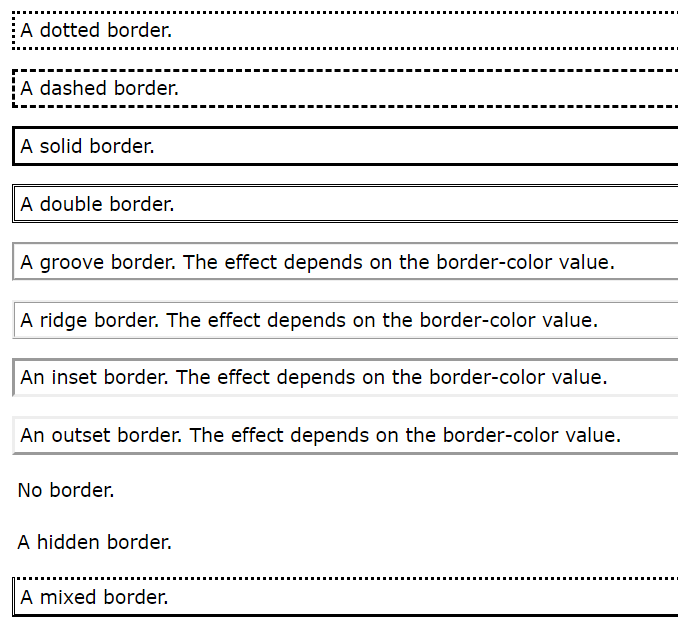 A dotted border.
A dashed border.
A solid border.
A double border.
A groove border. The effect depends on the border-color value.
A ridge border. The effect depends on the border-color value.
An inset border. The effect depends on the border-color value.
An outset border. The effect depends on the border-color value.
No border.
A hidden border.
A mixed border.